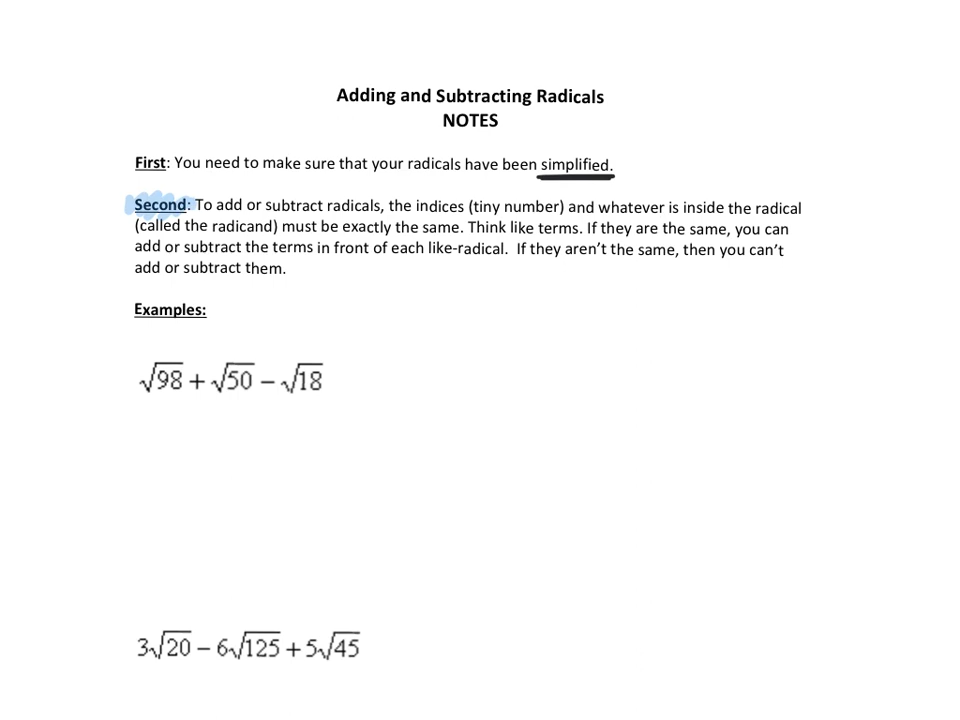 Adding and Subtracting Radicals
NOTES
First: You need to make sure that your radicals have been simplified.
Second: To add or subtract radicals, the indices (tiny number) and whatever is inside the radical
(called the radicand) must be exactly the same. Think like terms. If they are the same, you can
add or subtract the terms in front of each like-radical. If they aren't the same, then you can't
add or subtract them.
Examples:
√98 + √50 − √18
3√20 − 6√125 + 5√45